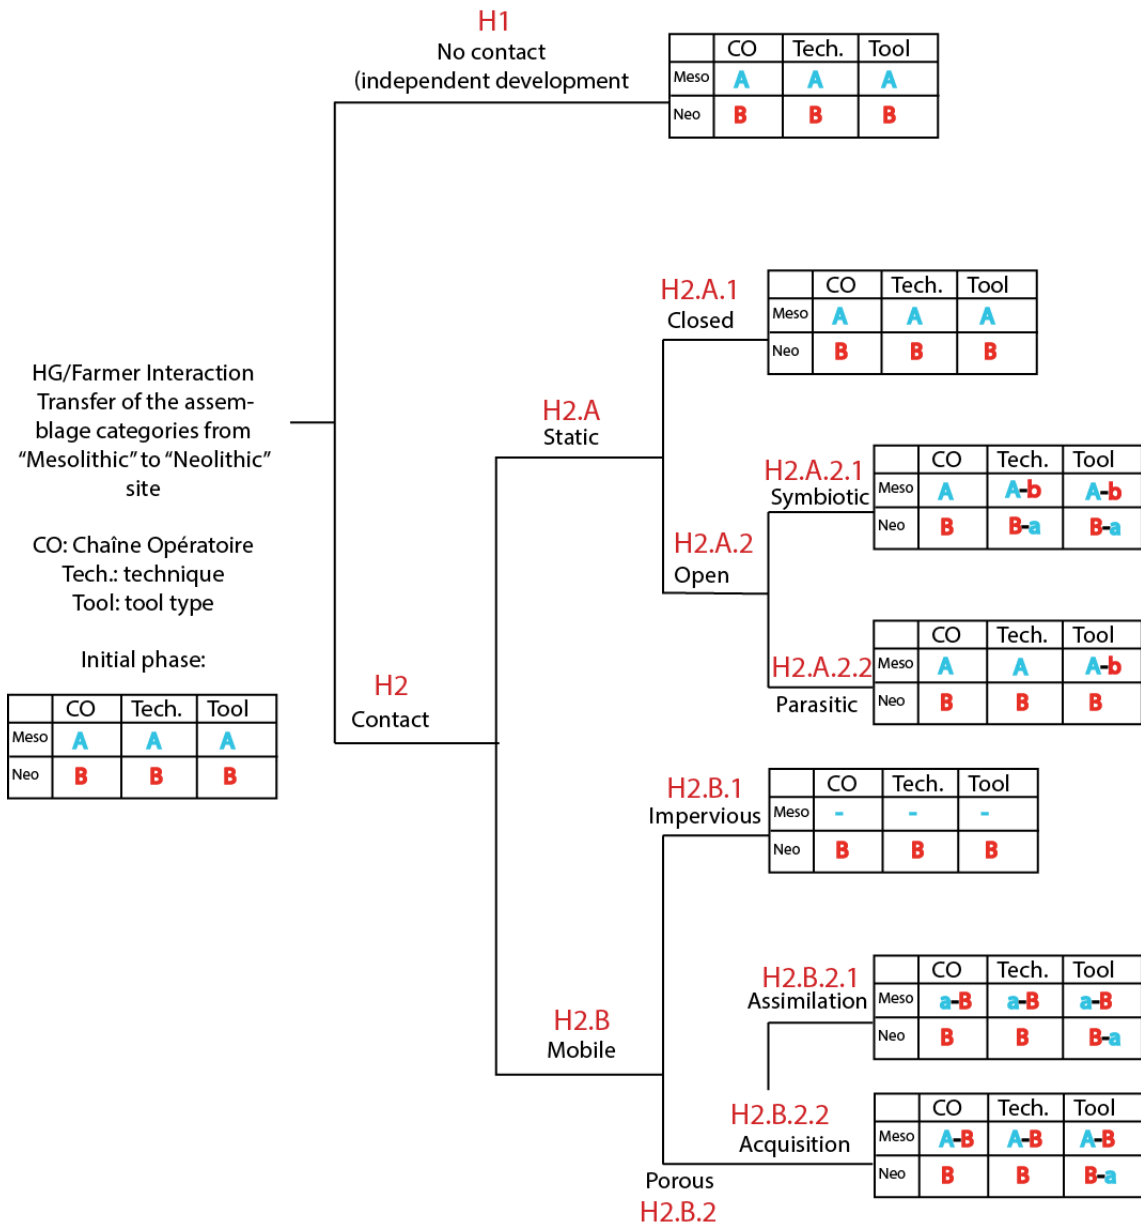 H1
No contact
(independent development
CO Tech. Tool
Meso A A A
Neo B B B
H2.A.1
Closed
CO Tech. Tool
Meso A A A
Neo B B B
HG/Farmer Interaction
Transfer of the assem-
blage categories from
“Mesolithic” to “Neolithic”
site
CO: Chaîne Opératoire
Tech.: technique
Tool: tool type
Initial phase:
CO Tech. Tool
Meso A A A
Neo B B B
H2.A
Static
H2.A.2.1
Symbiotic
CO Tech. Tool
Meso A A-b A-b
Neo B B-a B-a
H2.A.2
Open
H2.A.2.2
Parasitic
CO Tech. Tool
Meso A A A-b
Neo B B B
H2
Contact
H2.B.1
Impervious
CO Tech. Tool
Meso - - -
Neo B B B
H2.B
Mobile
H2.B.2.1
Assimilation
CO Tech. Tool
Meso a-B a-B a-B
Neo B B B-a
H2.B.2.2
Acquisition
CO Tech. Tool
Meso A-B A-B A-B
Neo B B B-a
Porous
H2.B.2